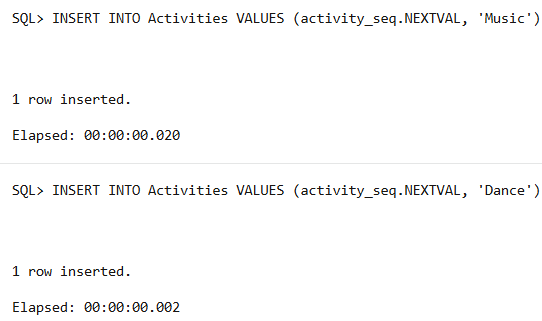 SQL> INSERT INTO Activities VALUES (activity_seq.NEXTVAL, 'Music')
1 row inserted.
Elapsed: 00:00:00.020
SQL> INSERT INTO Activities VALUES (activity_seq.NEXTVAL, 'Dance')
1 row inserted.
Elapsed: 00:00:00.002